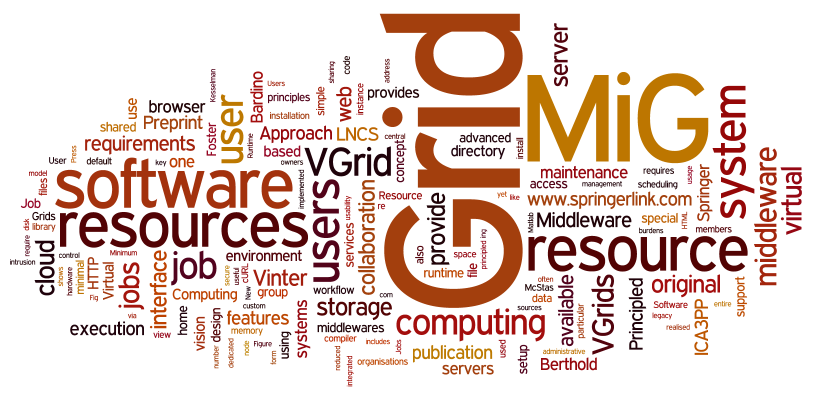 Grid
MiG
software
resources
resource
computing
system
users
user
VGrid
job
middleware
virtual
server
browser
Preprint
use
shared
requirements
Foster
Kesselman
Runtime
Bardino
Users
principles
installation
simple
sharing
web
code
instance
address
provides
Approach
LNCS
central
based
owners
conceptral
advanced
directory
install
maintenance
requires
usage
access
management
scheduling
Springer
www.springerlink.com
yet
like
Matlab
Middleware
special
HTML
burdens
members
User
Press
default
key
one
model
files
Job
Grids
library
require
disk
intrusion
cloud
control
shows
hardware
minimal
HTTP
Fig
Virtual
Minimum
jobs
via
interface
view
execution
environment
secure
useful
cURL
Vinter
New
group
custom
Computing
home
vision
design
number
features
memory
dedicated
node
Figure
form
using
systems
implemented
services
usability
collaboration
Resource
re
provide
also
runtime
file
space
principled
ing
workflow
com
storage
middlewares
compiler
includes
Jobs
reduced
integrated
organisations
publication
servers
used
setup
sources
McStas
often
data
available
particular
administrative
Berthold
VGrids
Principled
original
Software
legacy
realised
ICA3PP
entire
support